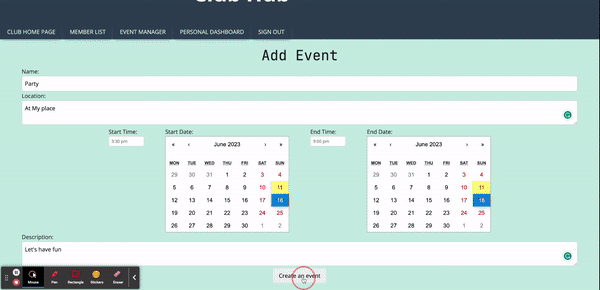 Club Hub
CLUB HOME PAGE MEMBER LIST EVENT MANAGER PERSONAL DASHBOARD SIGN OUT
Add Event
Name:
Party
Location:
At My place
Start Time: Start Date: End Time: End Date:
5:30 pm 9:00 pm
« ‹ June 2023 › » « ‹ June 2023 › »
MON TUE WED THU FRI SAT SUN MON TUE WED THU FRI SAT SUN
29 30 31 1 2 3 4 29 30 31 1 2 3 4
5 6 7 8 9 10 11 5 6 7 8 9 10 11
12 13 14 15 16 17 18 12 13 14 15 16 17 18
19 20 21 22 23 24 25 19 20 21 22 23 24 25
26 27 28 29 30 1 2 26 27 28 29 30 1 2
Description:
Let's have fun
Create an event
Mouse Pen Rectangle Stickers Eraser